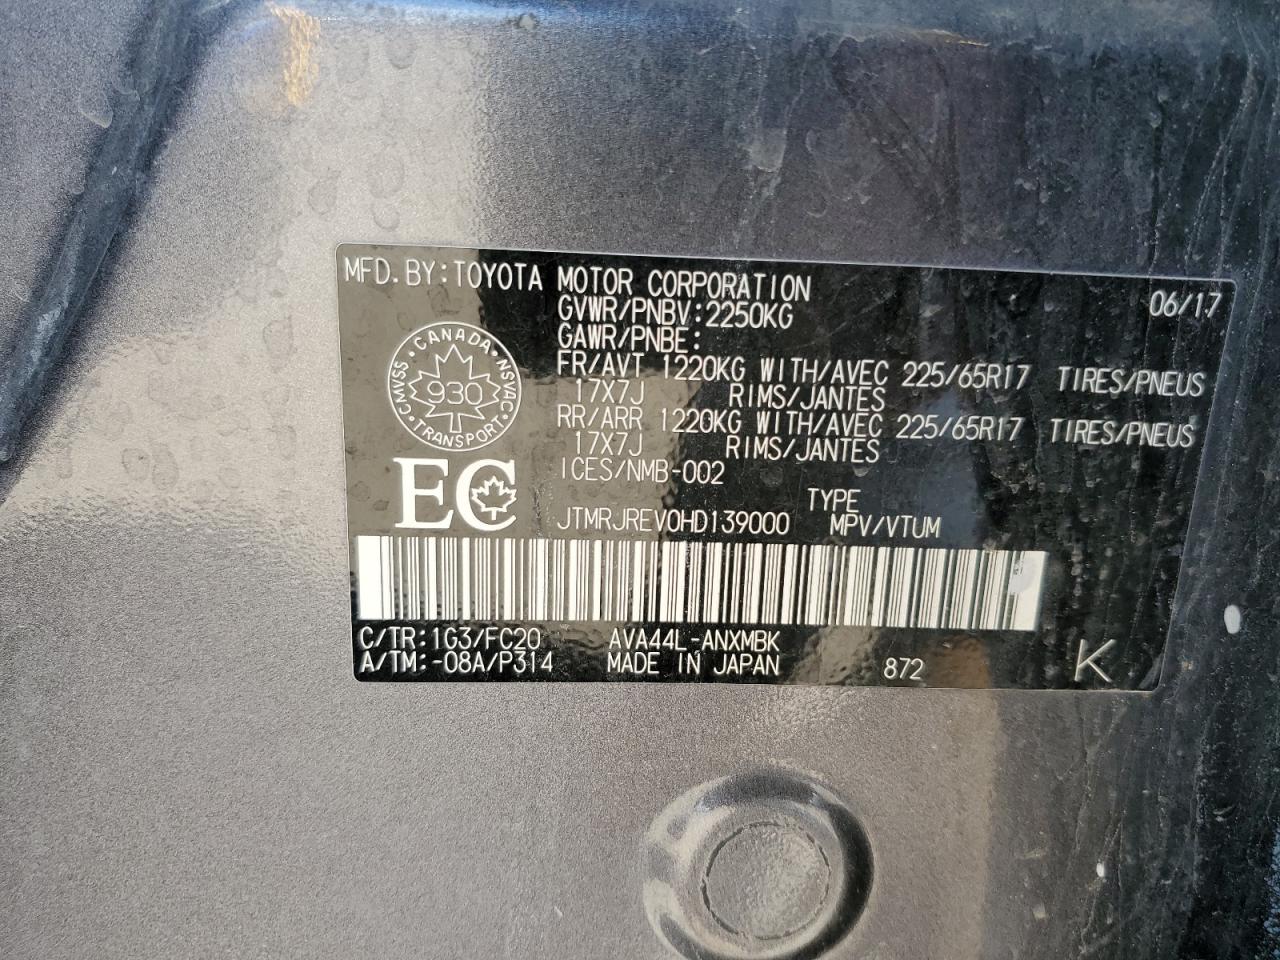 MFD. BY: TOYOTA MOTOR CORPORATION 06/17
GVWR/PNBV: 2250KG
GAWR/PNBE:
FR/AVT 1220KG WITH/AVEC 225/65R17 TIRES/PNEUS
17X7J RIMS/JANTES
RR/ARR 1220KG WITH/AVEC 225/65R17 TIRES/PNEUS
17X7J RIMS/JANTES
ICES/NMB-002
CANADA
CMVSS 930 NSVAC
TRANSPORT
EC
TYPE
JTMRJREV0HD139000 MPV/VTUM
C/TR: 1G3/FC20 AVA44L-ANXMBK
A/TM: -08A/P314 MADE IN JAPAN 872 K